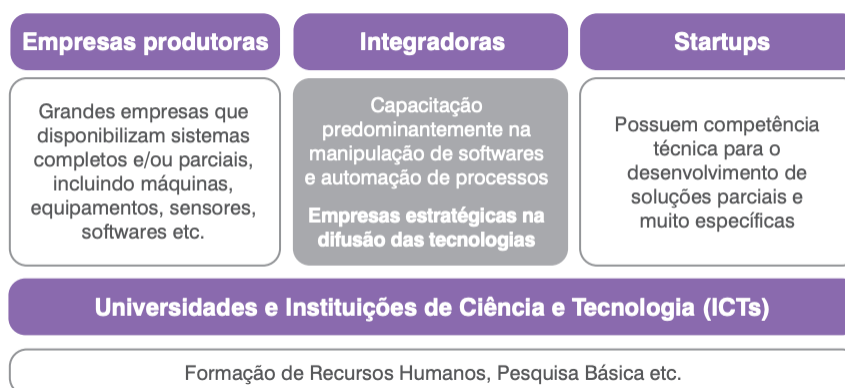 Empresas produtoras
Integradoras
Startups
Grandes empresas que
disponibilizam sistemas
completos e/ou parciais,
incluindo máquinas,
equipamentos, sensores,
softwares etc.
Capacitação
predominantemente na
manipulação de softwares
e automação de processos
Empresas estratégicas na
difusão das tecnologias
Possuem competência
técnica para o
desenvolvimento de
soluções parciais e
muito específicas
Universidades e Instituições de Ciência e Tecnologia (ICTs)
Formação de Recursos Humanos, Pesquisa Básica etc.